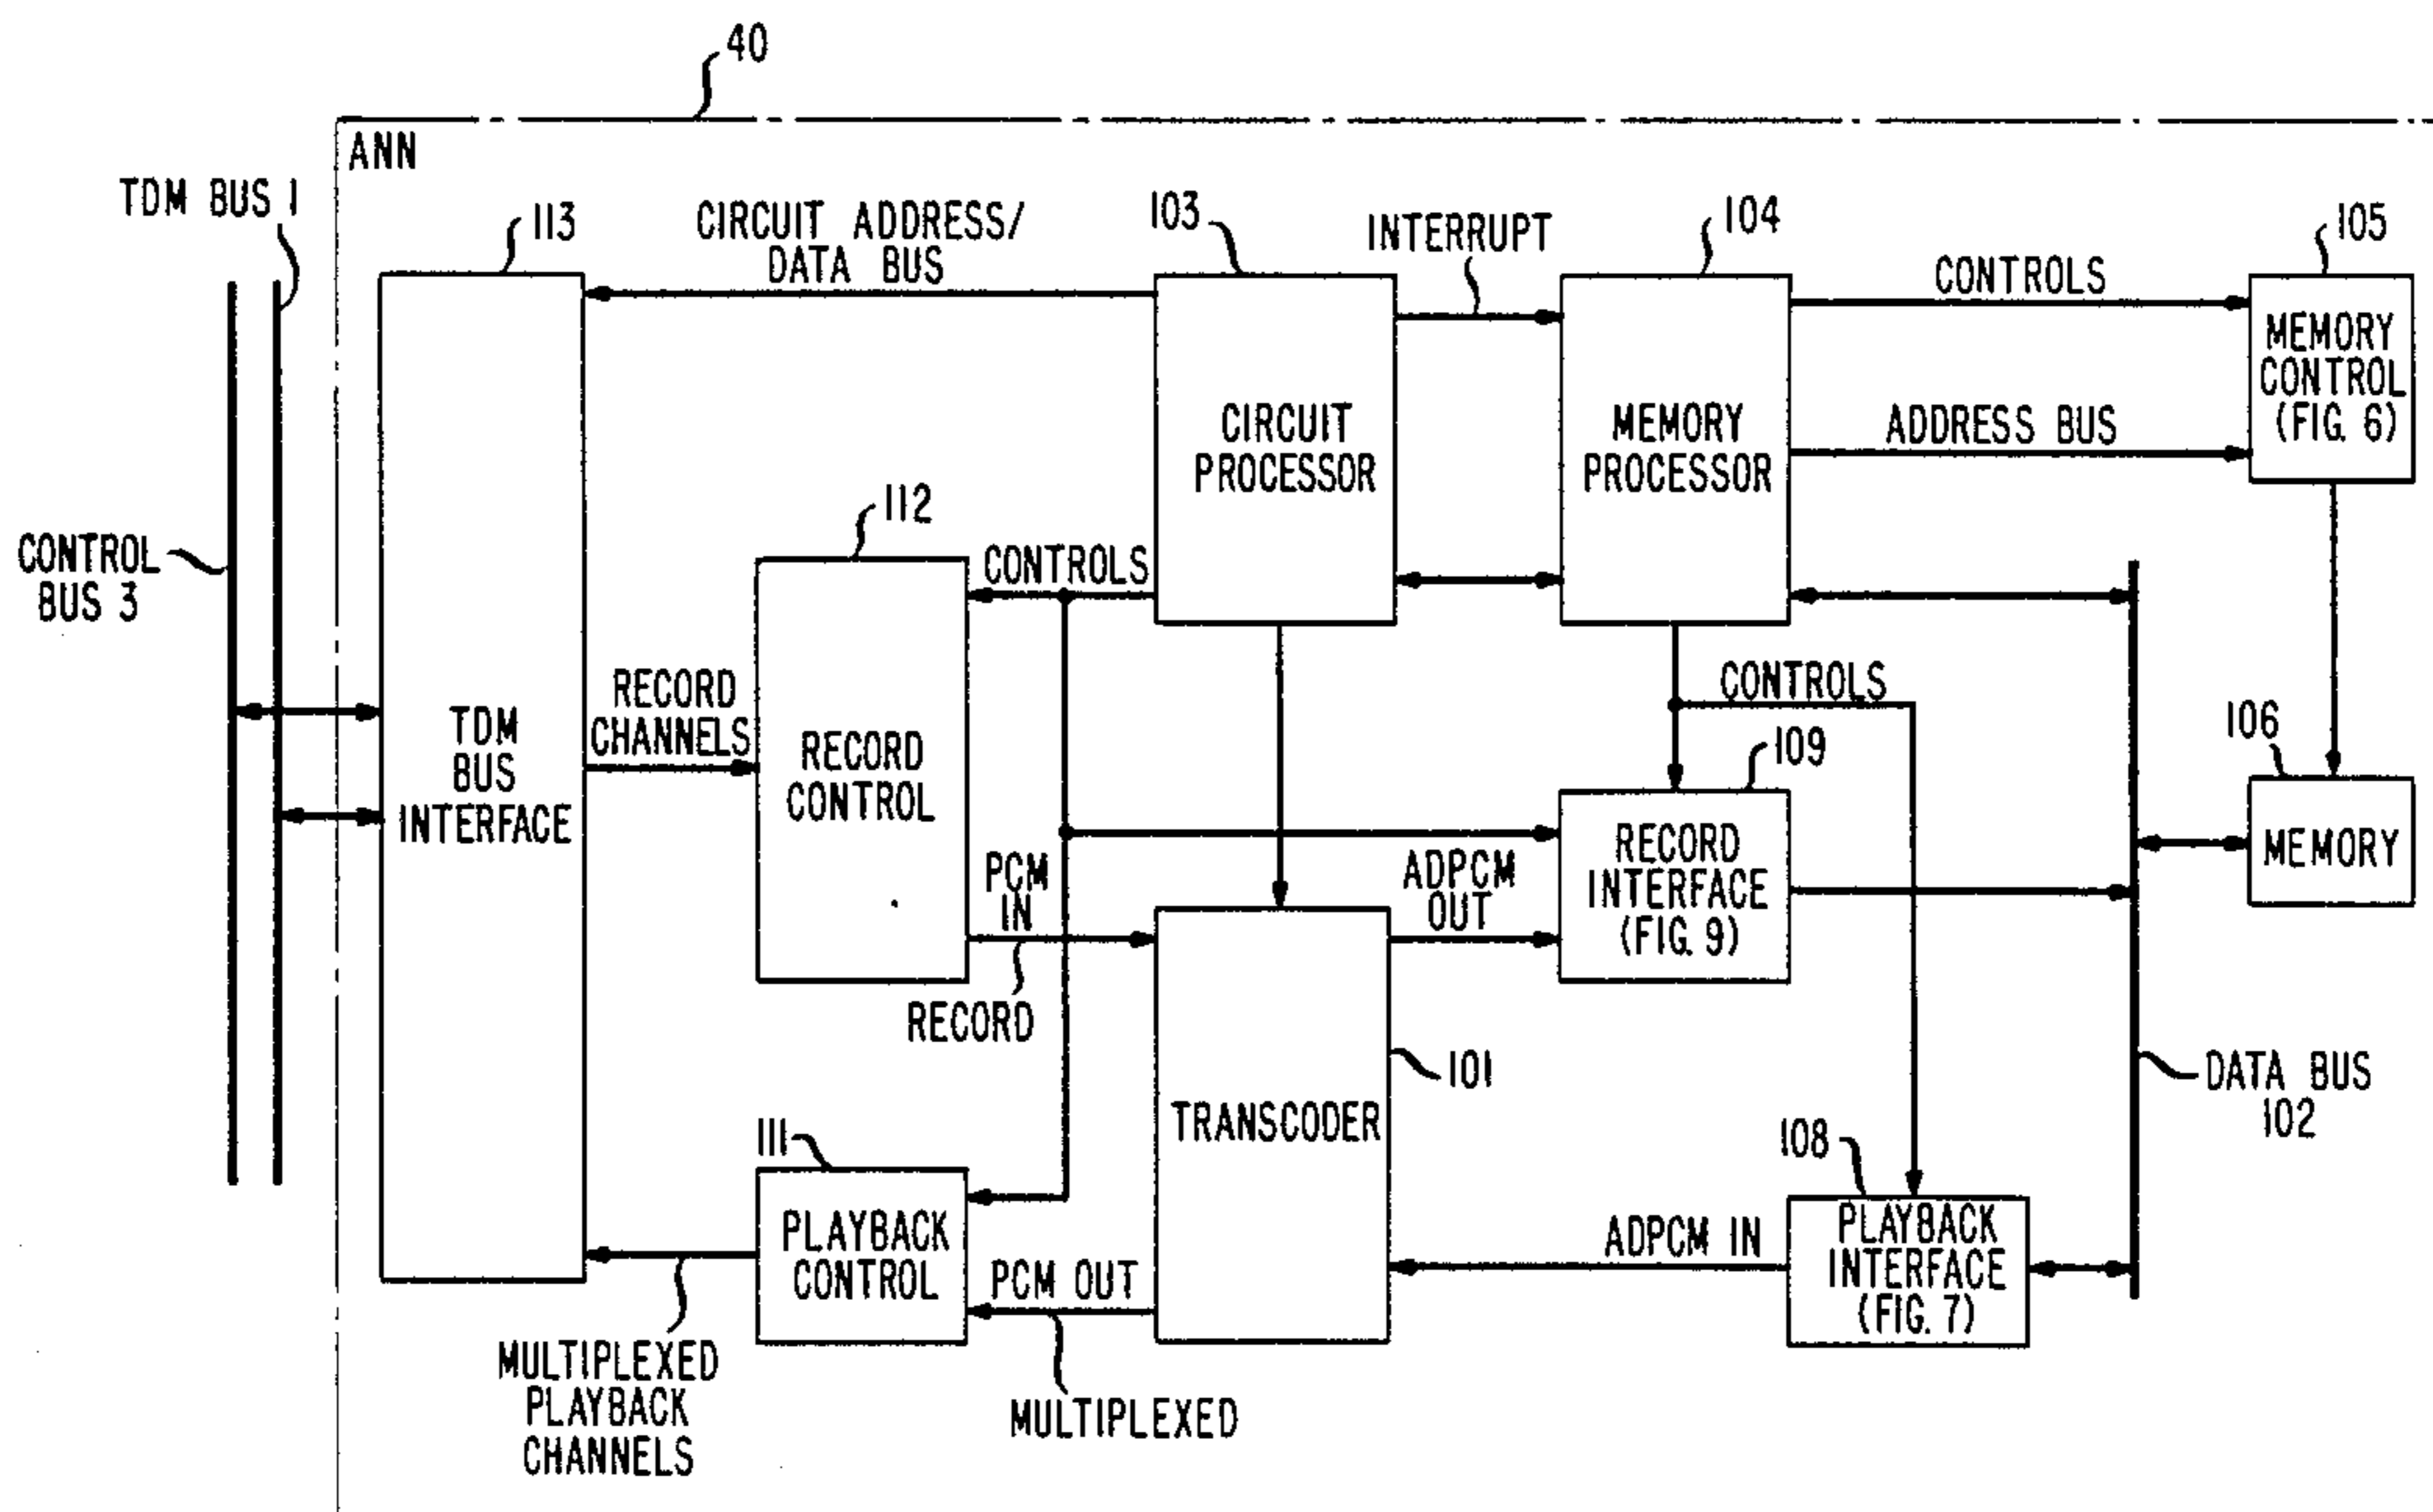 40
ANN
TDM BUS 1
113
CIRCUIT ADDRESS/
DATA BUS
103
INTERRUPT
104
CONTROLS
105
MEMORY
CONTROL
(FIG. 6)
CIRCUIT
PROCESSOR
MEMORY
PROCESSOR
ADDRESS BUS
112
CONTROLS
CONTROL
BUS 3
RECORD
CHANNELS
CONTROLS
TDM
BUS
INTERFACE
RECORD
CONTROL
109
106
RECORD
INTERFACE
(FIG. 9)
MEMORY
PCM
IN
ADPCM
OUT
RECORD
101
TRANSCODER
DATA BUS
102
111
108
PLAYBACK
CONTROL
PLAYBACK
INTERFACE
(FIG. 7)
ADPCM IN
PCM OUT
MULTIPLEXED
PLAYBACK
CHANNELS
MULTIPLEXED